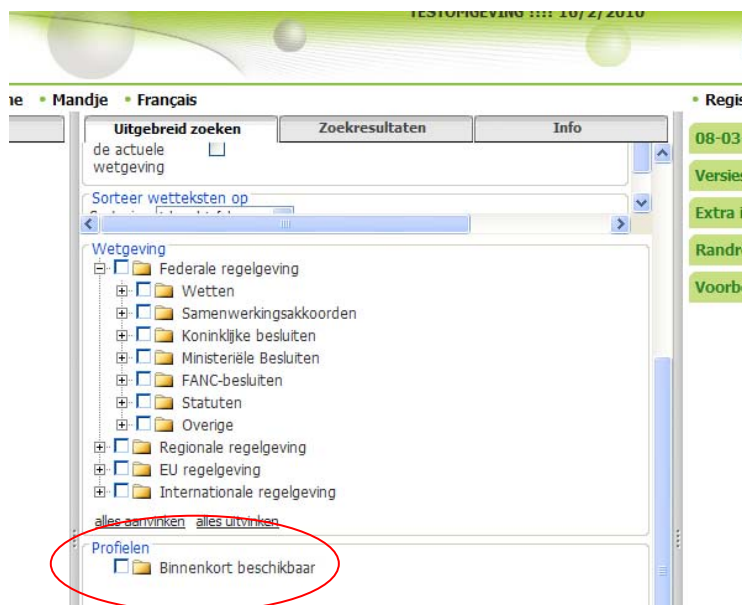 TESTOMGEVING !!!! 16/2/2010
Mandje • Français
Uitgebreid zoeken Zoekresultaten Info
de actuele
wetgeving
Sorteer wetteksten op
Wetgeving
Federale regelgeving
Wetten
Samenwerkingsakkoorden
Koninklijke besluiten
Ministeriële Besluiten
FANC-besluiten
Statuten
Overige
Regionale regelgeving
EU regelgeving
Internationale regelgeving
alles aanvinken alles uitvinken
Profielen
Binnenkort beschikbaar
• Regis
08-03
Versies
Extra i
Randr
Voorb